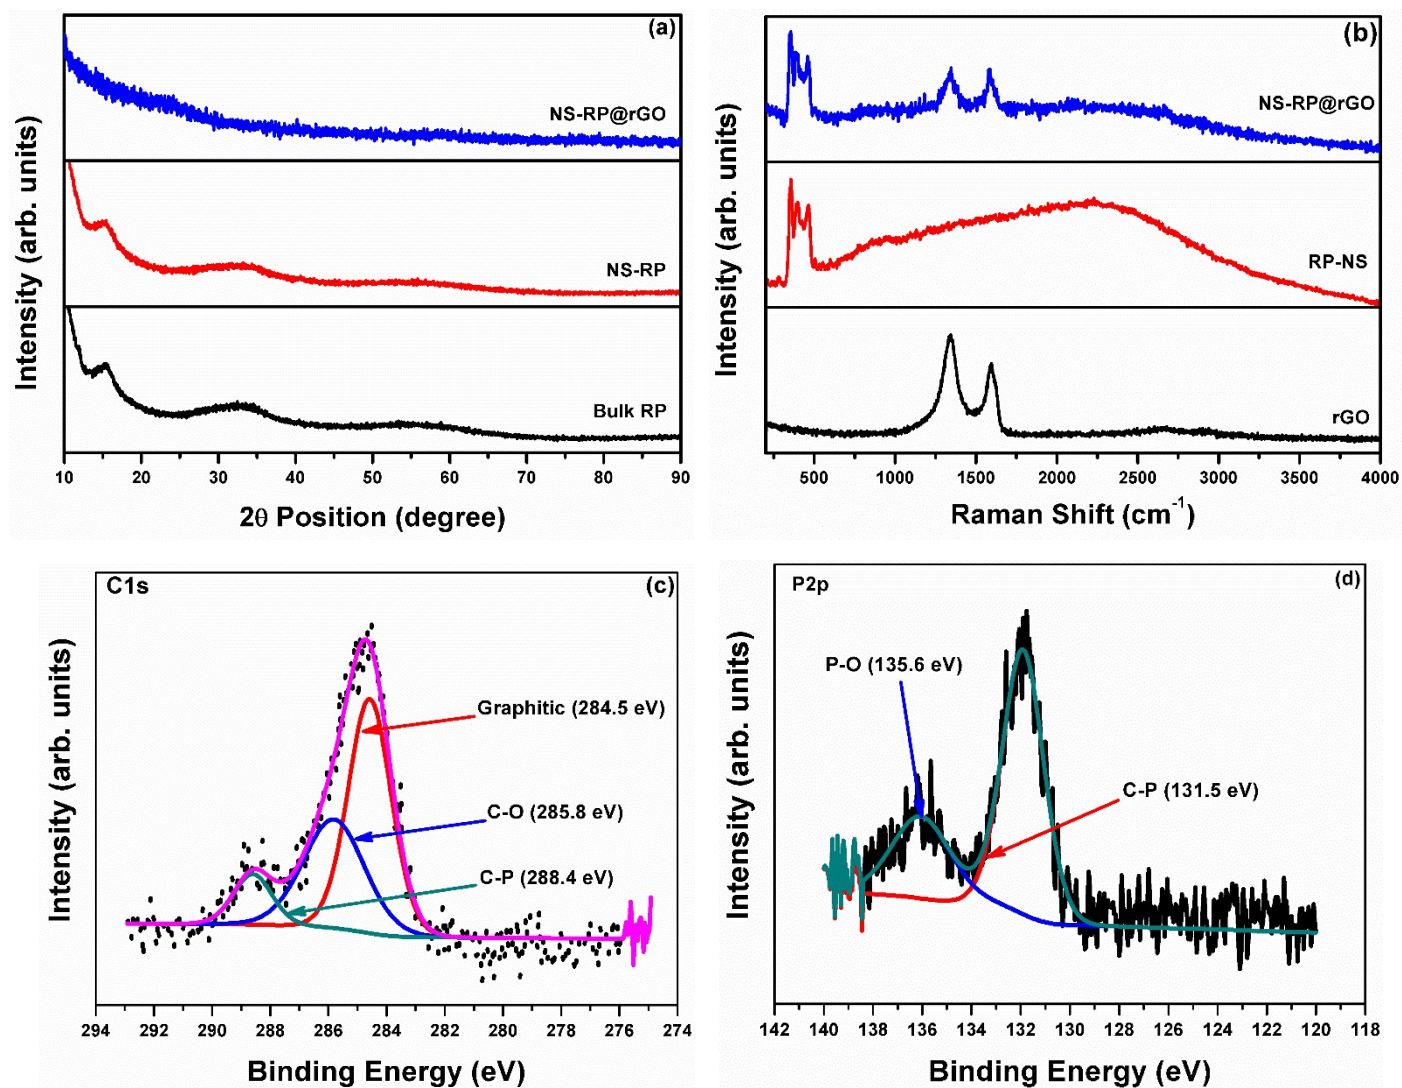 (a)
NS-RP@rGO
NS-RP
Bulk RP
Intensity (arb. units)
10 20 30 40 50 60 70 80 90
2θ Position (degree)
(b)
NS-RP@rGO
RP-NS
rGO
Intensity (arb. units)
500 1000 1500 2000 2500 3000 3500 4000
Raman Shift (cm-1)
C1s
(c)
Graphitic (284.5 eV)
C-O (285.8 eV)
C-P (288.4 eV)
Intensity (arb. units)
294 292 290 288 286 284 282 280 278 276 274
Binding Energy (eV)
P2p
(d)
P-O (135.6 eV)
C-P (131.5 eV)
Intensity (arb. units)
142 140 138 136 134 132 130 128 126 124 122 120 118
Binding Energy (eV)